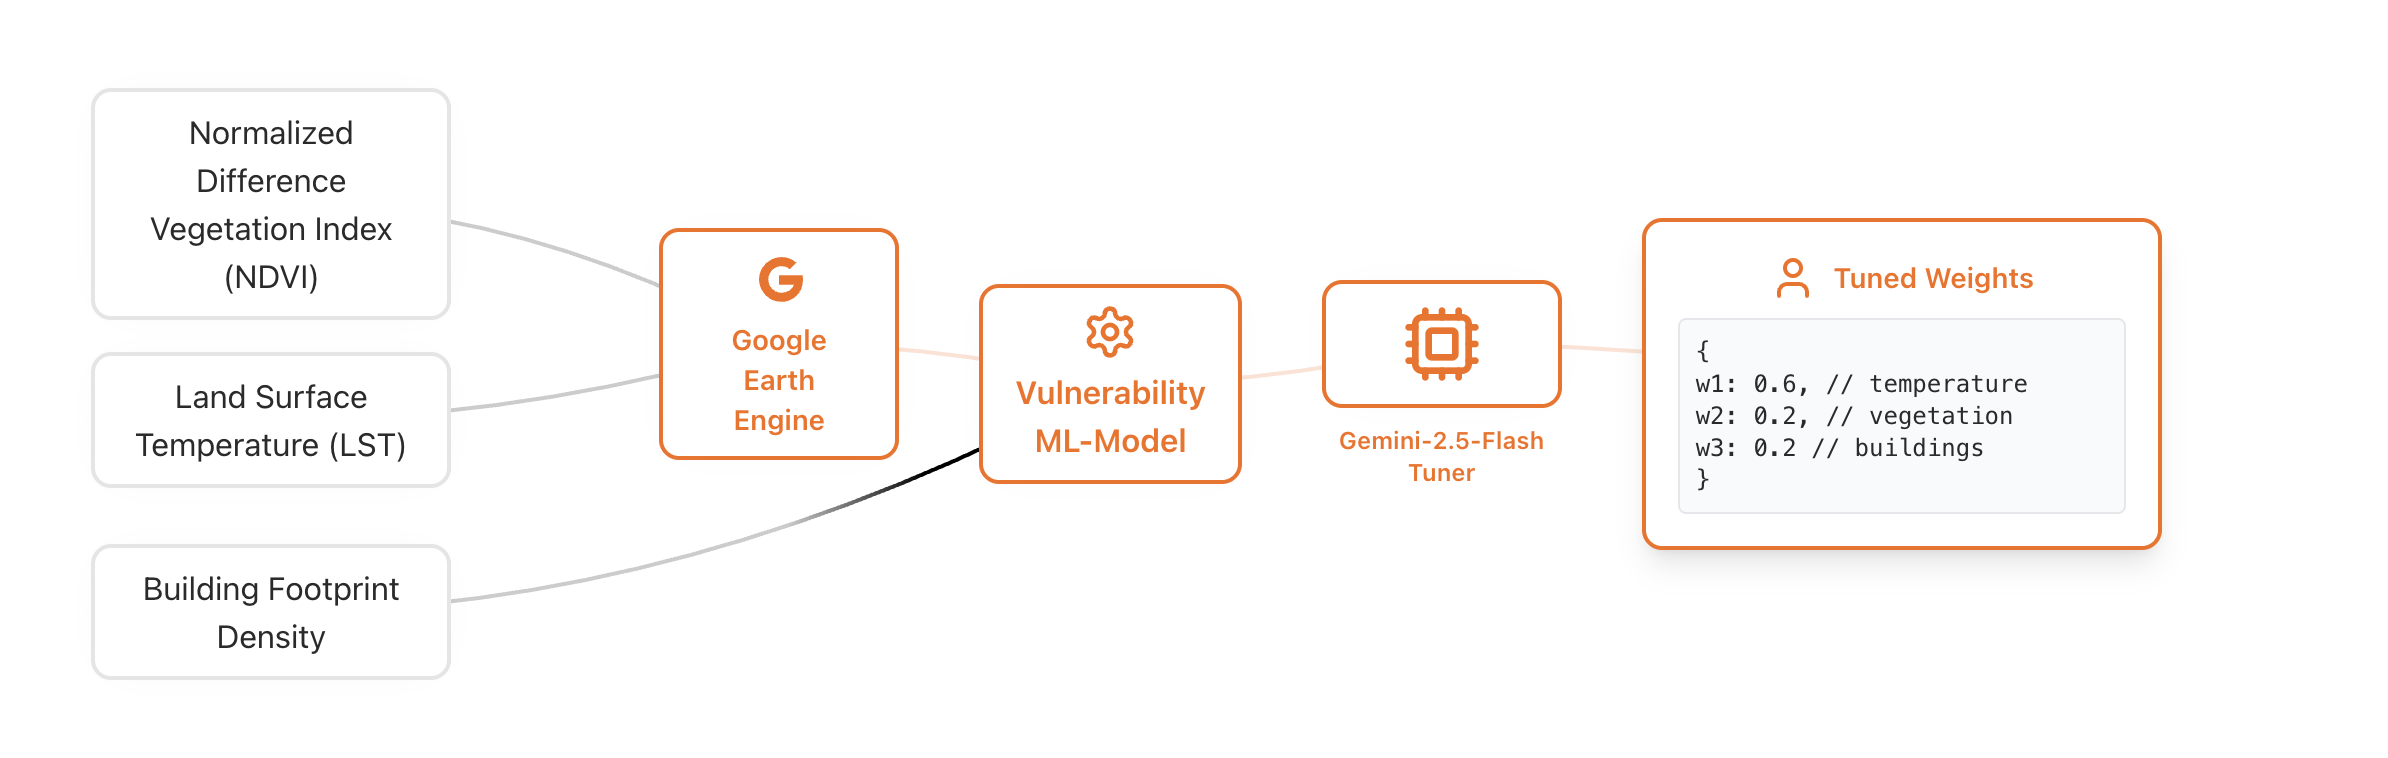 Normalized
Difference
Vegetation Index
(NDVI)
Land Surface
Temperature (LST)
Building Footprint
Density
Google
Earth
Engine
Vulnerability
ML-Model
Gemini-2.5-Flash
Tuner
Tuned Weights
{
w1: 0.6, // temperature
w2: 0.2, // vegetation
w3: 0.2 // buildings
}